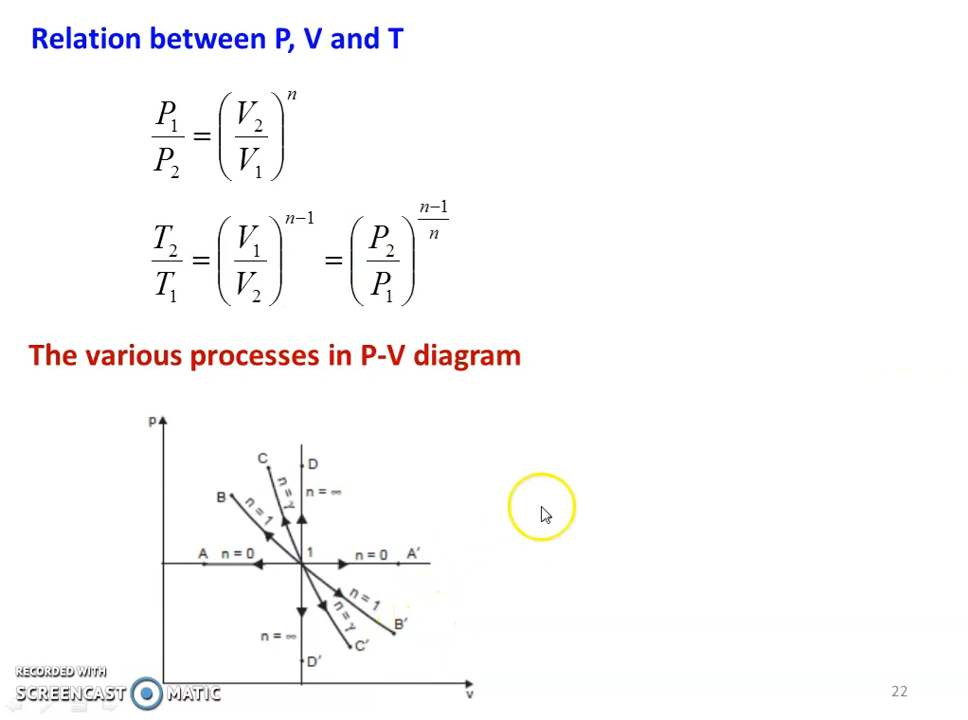 Relation between P, V and T
P₁/P₂ = (V₂/V₁)ⁿ
T₂/T₁ = (V₁/V₂)ⁿ⁻¹ = (P₂/P₁)^((n−1)/n)
The various processes in P-V diagram
p
C
D
n = γ
n = ∞
B
n = 1
A n = 0
1
n = 0 A′
n = 1
n = γ
B′
n = ∞
C′
D′
v
RECORDED WITH
SCREENCAST MATIC
22